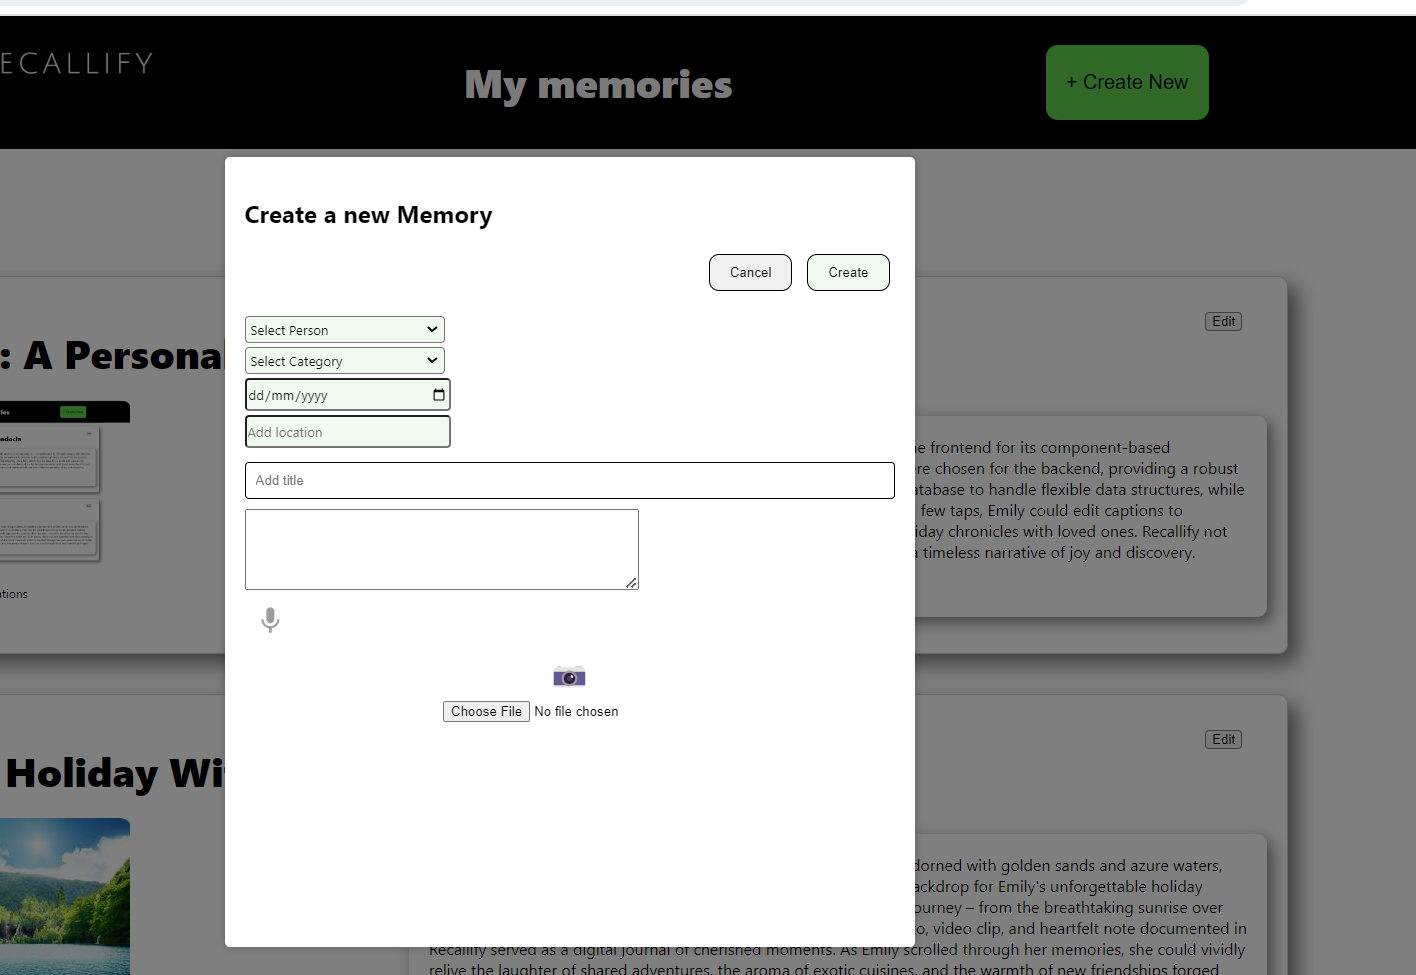 ECALLIFY
My memories
+ Create New
Create a new Memory
Cancel
Create
Select Person
Select Category
dd/mm/yyyy
Add location
Add title
Choose File No file chosen
: A Personal
Edit
ations
e frontend for its component-based
re chosen for the backend, providing a robust
tabase to handle flexible data structures, while
few taps, Emily could edit captions to
iday chronicles with loved ones. Recallify not
a timeless narrative of joy and discovery.
Holiday Wi
Edit
dorned with golden sands and azure waters,
ackdrop for Emily's unforgettable holiday
ourney – from the breathtaking sunrise over
o, video clip, and heartfelt note documented in
Recallify served as a digital journal of cherished moments. As Emily scrolled through her memories, she could vividly
relive the laughter of shared adventures, the aroma of exotic cuisines, and the warmth of new friendships forged